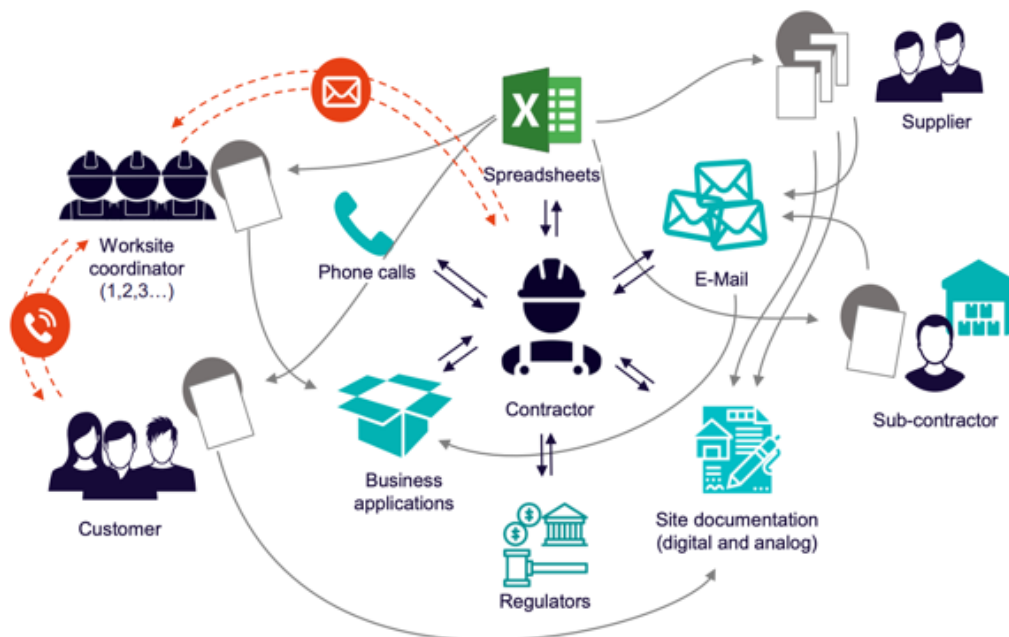 X
Supplier
Spreadsheets
Worksite
coordinator
(1,2,3...)
Phone calls
E-Mail
Contractor
Sub-contractor
Business
applications
Customer
Site documentation
(digital and analog)
$
$
Regulators